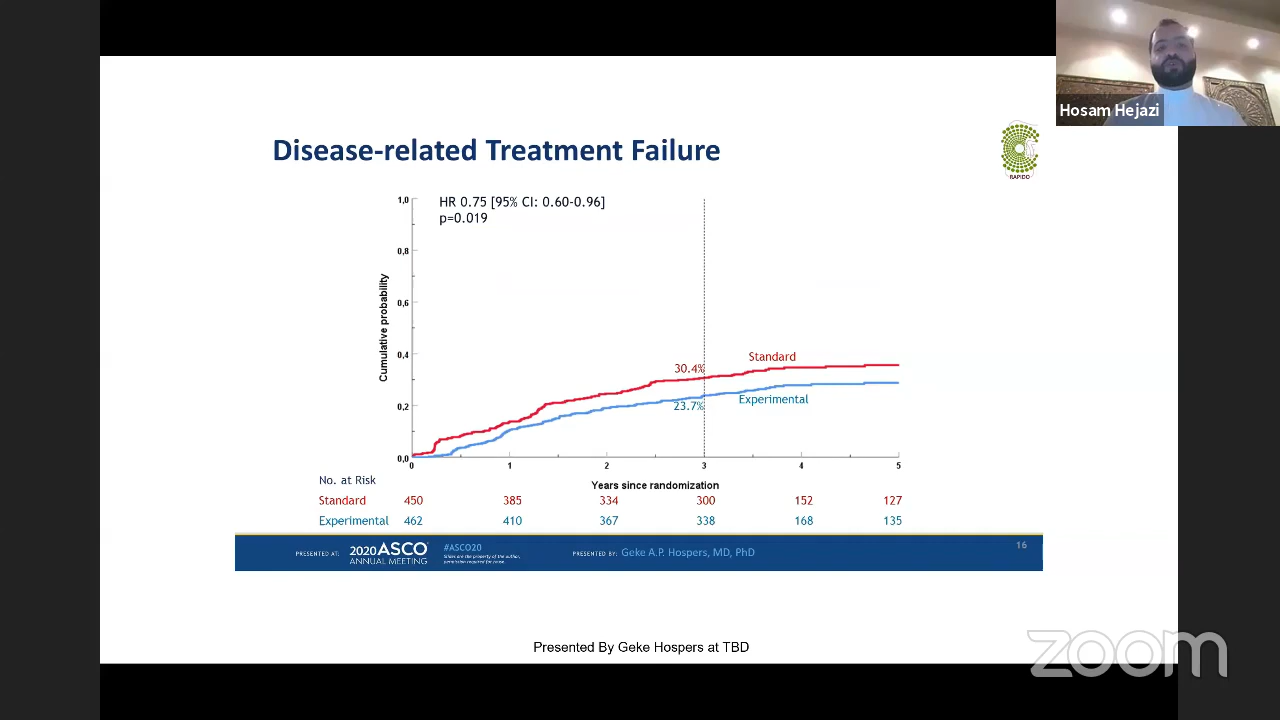 Hosam Hejazi
Disease-related Treatment Failure
RAPIDO
HR 0.75 [95% CI: 0.60-0.96]
p=0.019
Cumulative probability
1,0
0,8
0,6
0,4
0,2
0,0
30.4%
Standard
23.7%
Experimental
0 1 2 3 4 5
Years since randomization
No. at Risk
Standard 450 385 334 300 152 127
Experimental 462 410 367 338 168 135
PRESENTED AT: 2020 ASCO ANNUAL MEETING
#ASCO20
Slides are the property of the author,
permission required for reuse.
PRESENTED BY: Geke A.P. Hospers, MD, PhD
16
Presented By Geke Hospers at TBD
zoom